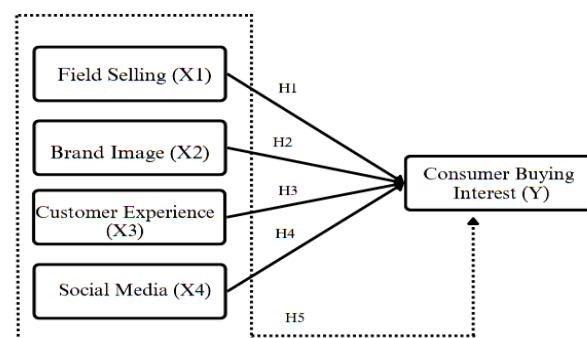 Field Selling (X1)
H1
Brand Image (X2)
H2
Consumer Buying
Interest (Y)
Customer Experience
(X3)
H3
H4
Social Media (X4)
H5